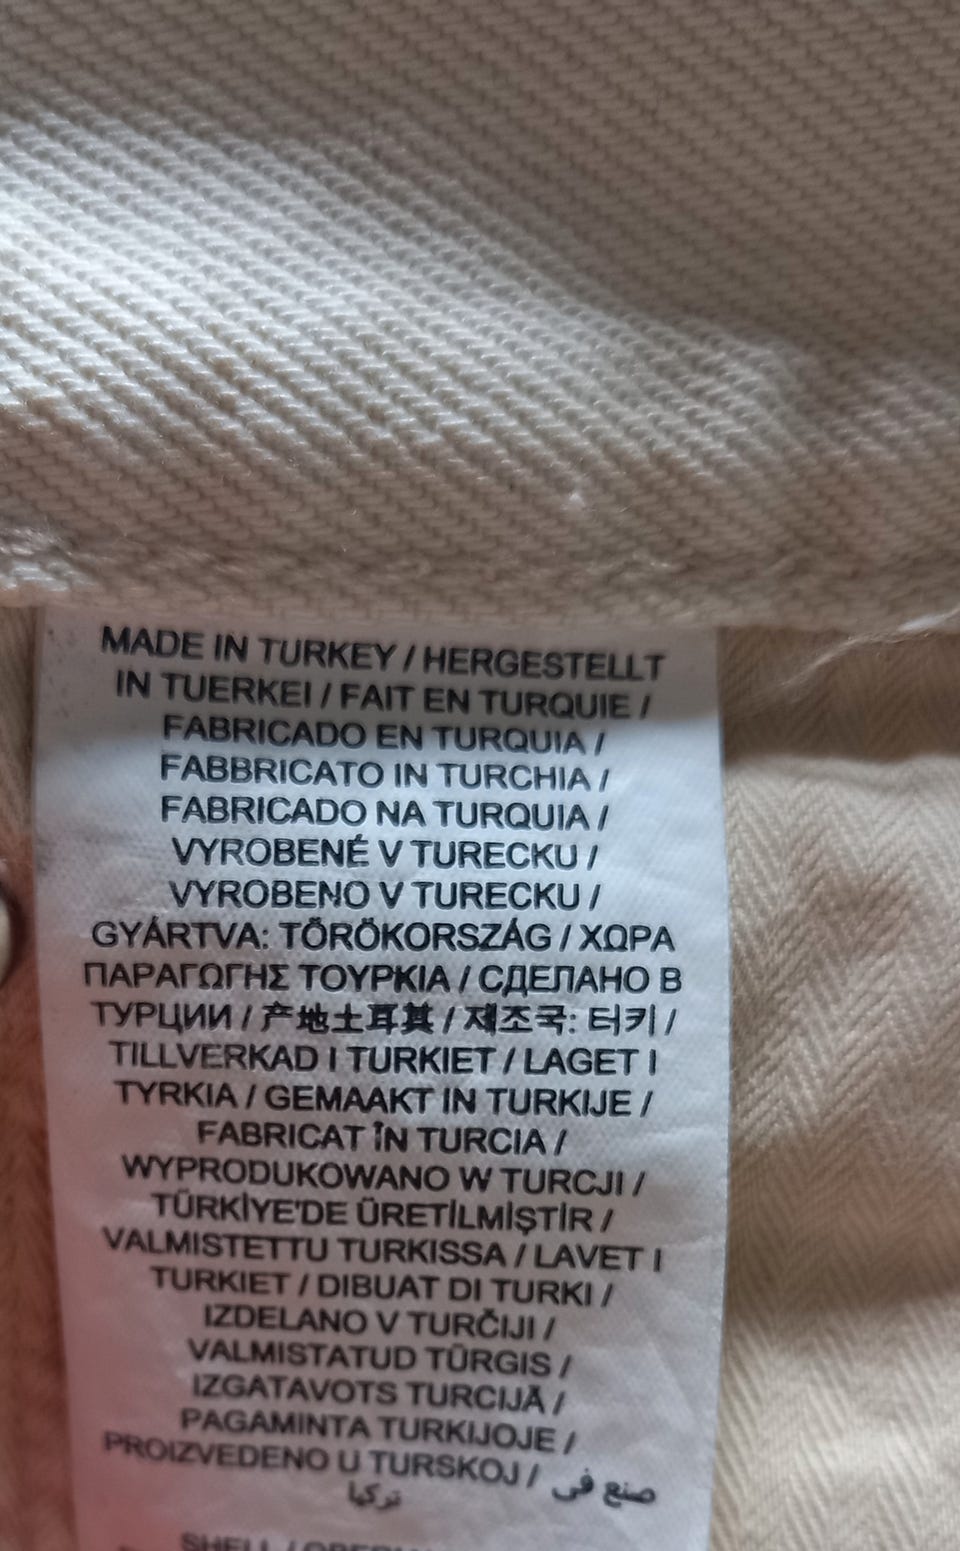 MADE IN TURKEY / HERGESTELLT
IN TUERKEI / FAIT EN TURQUIE /
FABRICADO EN TURQUIA /
FABBRICATO IN TURCHIA /
FABRICADO NA TURQUIA /
VYROBENÉ V TURECKU /
VYROBENO V TURECKU /
GYÁRTVA: TÖRÖKORSZÁG / ΧΩΡΑ
ΠΑΡΑΓΩΓΗΣ ΤΟΥΡΚΙΑ / СДЕЛАНО В
ТУРЦИИ / 产地土耳其 / 제조국: 터키 /
TILLVERKAD I TURKIET / LAGET I
TYRKIA / GEMAAKT IN TURKIJE /
FABRICAT ÎN TURCIA /
WYPRODUKOWANO W TURCJI /
TÜRKİYE'DE ÜRETİLMİŞTİR /
VALMISTETTU TURKISSA / LAVET I
TURKIET / DIBUAT DI TURKI /
IZDELANO V TURČIJI /
VALMISTATUD TÜRGIS /
IZGATAVOTS TURCIJĀ /
PAGAMINTA TURKIJOJE /
PROIZVEDENO U TURSKOJ / صنع في
تركيا
SHELL /